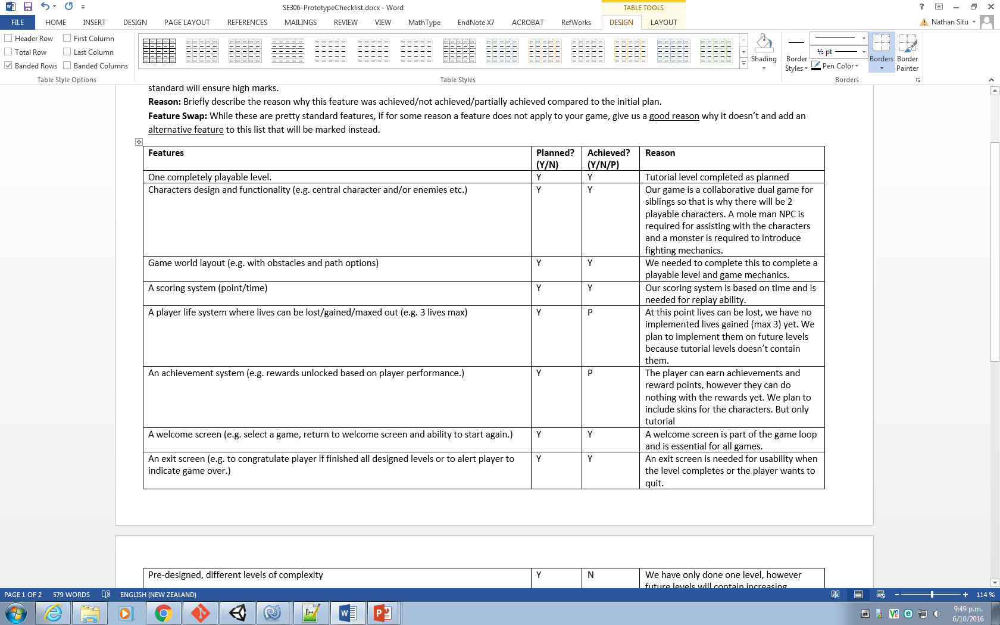 SE306-PrototypeChecklist.docx - Word
TABLE TOOLS
?
FILE
HOME
INSERT
DESIGN
PAGE LAYOUT
REFERENCES
MAILINGS
REVIEW
VIEW
MathType
EndNote X7
ACROBAT
RefWorks
DESIGN
LAYOUT
Nathan Situ
Header Row
First Column
Total Row
Last Column
Banded Rows
Banded Columns
Table Style Options
Table Styles
Shading
Border Styles
½ pt
Pen Color
Borders
Border Painter
Borders
standard will ensure high marks.
Reason: Briefly describe the reason why this feature was achieved/not achieved/partially achieved compared to the initial plan.
Feature Swap: While these are pretty standard features, if for some reason a feature does not apply to your game, give us a good reason why it doesn't and add an
alternative feature to this list that will be marked instead.
Features
Planned?
(Y/N)
Achieved?
(Y/N/P)
Reason
One completely playable level.
Y
Y
Tutorial level completed as planned
Characters design and functionality (e.g. central character and/or enemies etc.)
Y
Y
Our game is a collaborative dual game for
siblings so that is why there will be 2
playable characters. A mole man NPC is
required for assisting with the characters
and a monster is required to introduce
fighting mechanics.
Game world layout (e.g. with obstacles and path options)
Y
Y
We needed to complete this to complete a
playable level and game mechanics.
A scoring system (point/time)
Y
Y
Our scoring system is based on time and is
needed for replay ability.
A player life system where lives can be lost/gained/maxed out (e.g. 3 lives max)
Y
P
At this point lives can be lost, we have no
implemented lives gained (max 3) yet. We
plan to implement them on future levels
because tutorial levels doesn't contain
them.
An achievement system (e.g. rewards unlocked based on player performance.)
Y
P
The player can earn achievements and
reward points, however they can do
nothing with the rewards yet. We plan to
include skins for the characters. But only
tutorial
A welcome screen (e.g. select a game, return to welcome screen and ability to start again.)
Y
Y
A welcome screen is part of the game loop
and is essential for all games.
An exit screen (e.g. to congratulate player if finished all designed levels or to alert player to
indicate game over.)
Y
Y
An exit screen is needed for usability when
the level completes or the player wants to
quit.
Pre-designed, different levels of complexity
Y
N
We have only done one level, however
future levels will contain increasing
PAGE 1 OF 2
579 WORDS
ENGLISH (NEW ZEALAND)
114 %
9:49 p.m.
6/10/2016